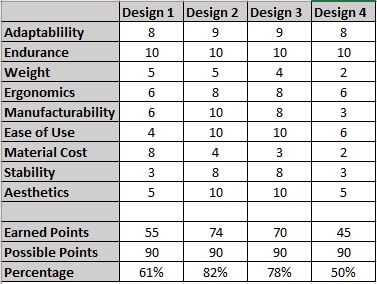 Design 1 Design 2 Design 3 Design 4
Adaptablility 8 9 9 8
Endurance 10 10 10 10
Weight 5 5 4 2
Ergonomics 6 8 8 6
Manufacturability 6 10 8 3
Ease of Use 4 10 10 6
Material Cost 8 4 3 2
Stability 3 8 8 3
Aesthetics 5 10 10 5
Earned Points 55 74 70 45
Possible Points 90 90 90 90
Percentage 61% 82% 78% 50%